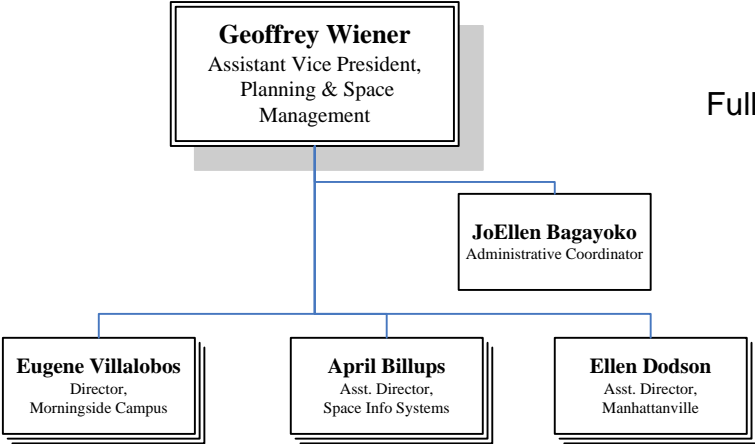 Geoffrey Wiener
Assistant Vice President,
Planning & Space
Management
Full
JoEllen Bagayoko
Administrative Coordinator
Eugene Villalobos
Director,
Morningside Campus
April Billups
Asst. Director,
Space Info Systems
Ellen Dodson
Asst. Director,
Manhattanville